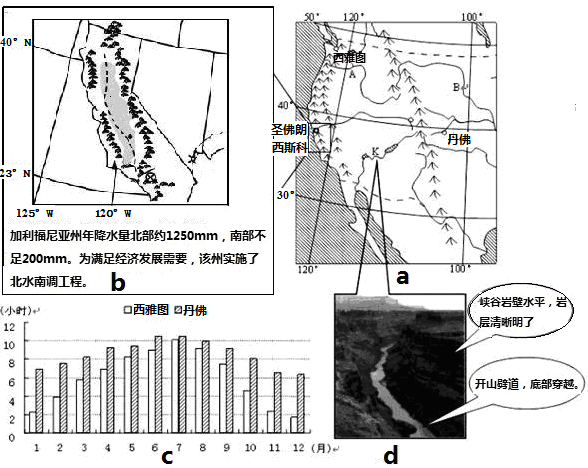 40° N
23° N
125° W
120° W
加利福尼亚州年降水量北部约1250mm，南部不
足200mm。为满足经济发展需要，该州实施了
北水南调工程。
b
50°
120°
100°
西雅图
A
B
40°
圣佛朗
西斯科
丹佛
K
30°
120°
100°
a
(小时)
西雅图 丹佛
12
10
8
6
4
2
0
1 2 3 4 5 6 7 8 9 10 11 12 (月)
c
峡谷岩壁水平，岩
层清晰明了
开山劈道，底部穿越。
d